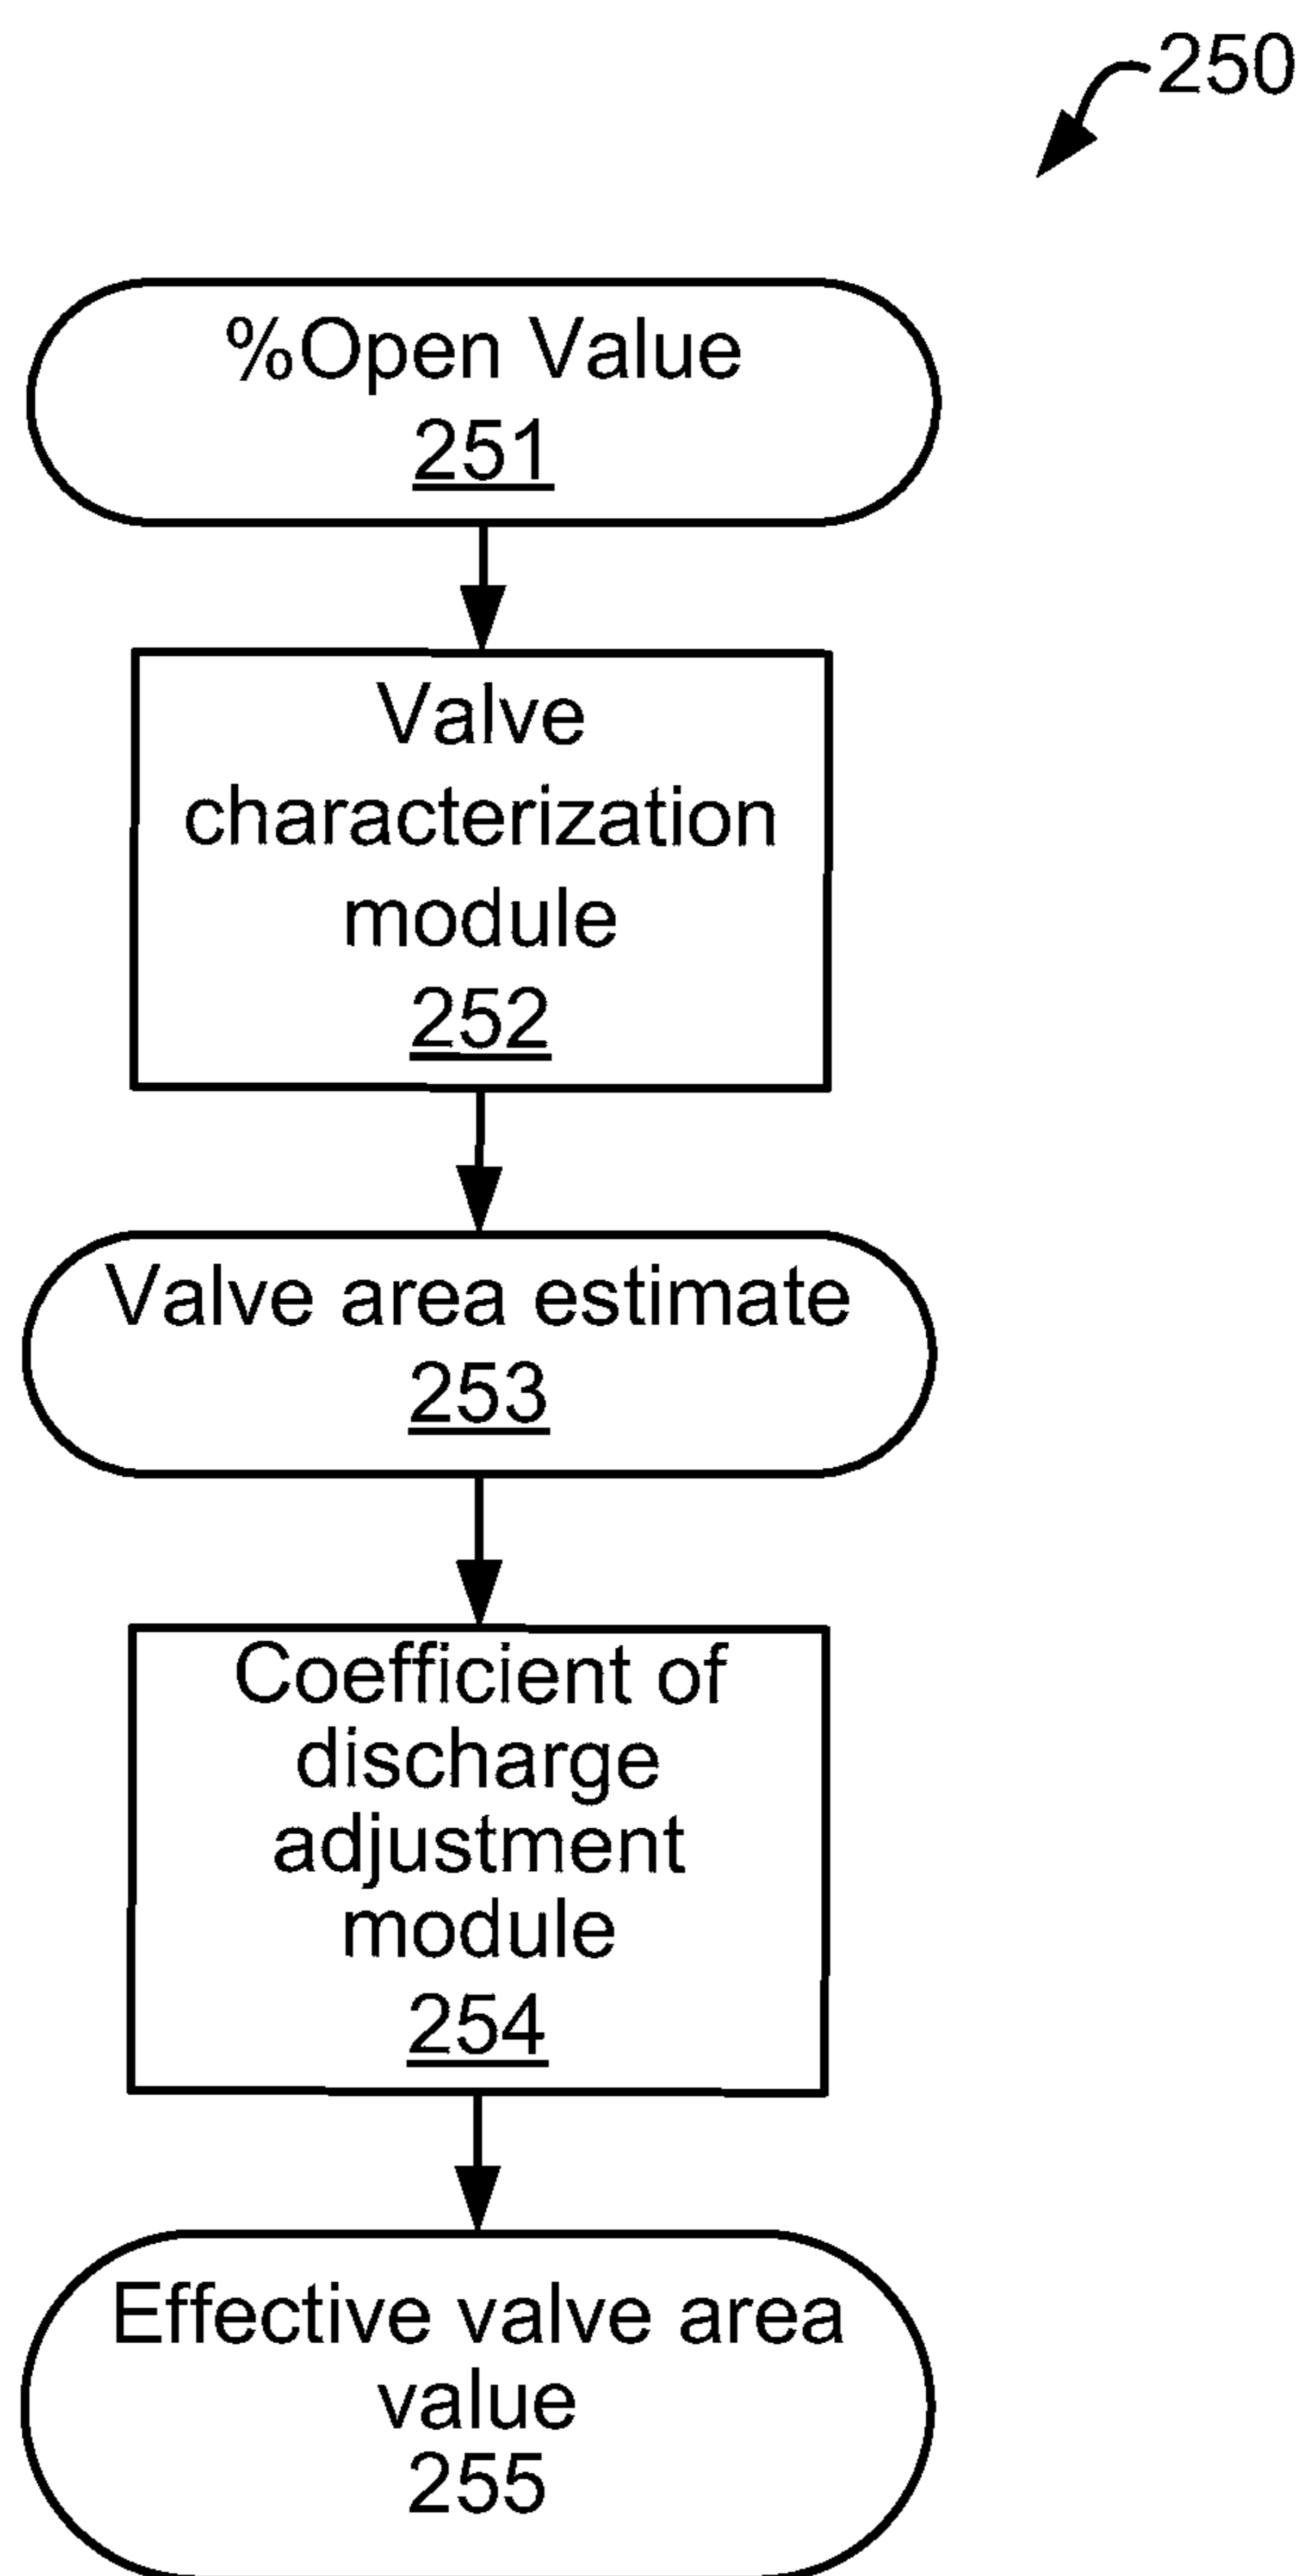 250
%Open Value
251
Valve
characterization
module
252
Valve area estimate
253
Coefficient of
discharge
adjustment
module
254
Effective valve area
value
255